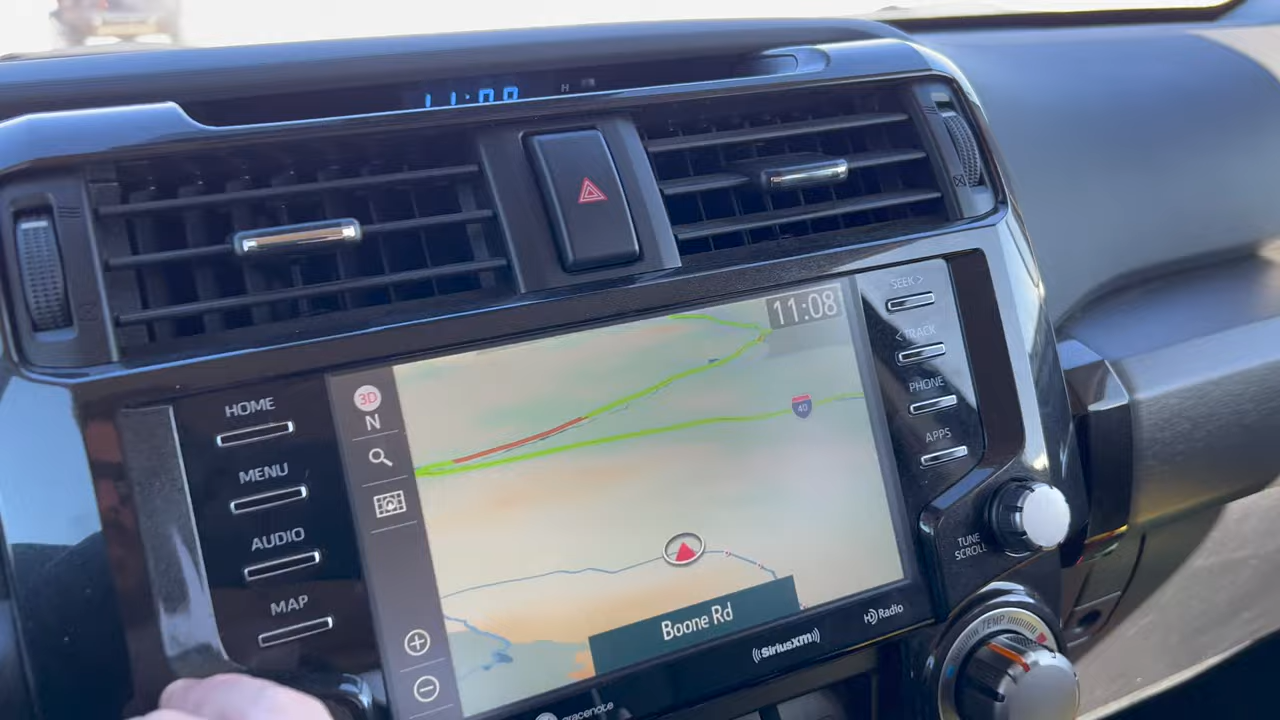 11:08
H
SEEK >
< TRACK
PHONE
APPS
TUNE
SCROLL
TEMP
HOME
MENU
AUDIO
MAP
3D
N
11:08
40
Boone Rd
SiriusXM
HD Radio
gracenote